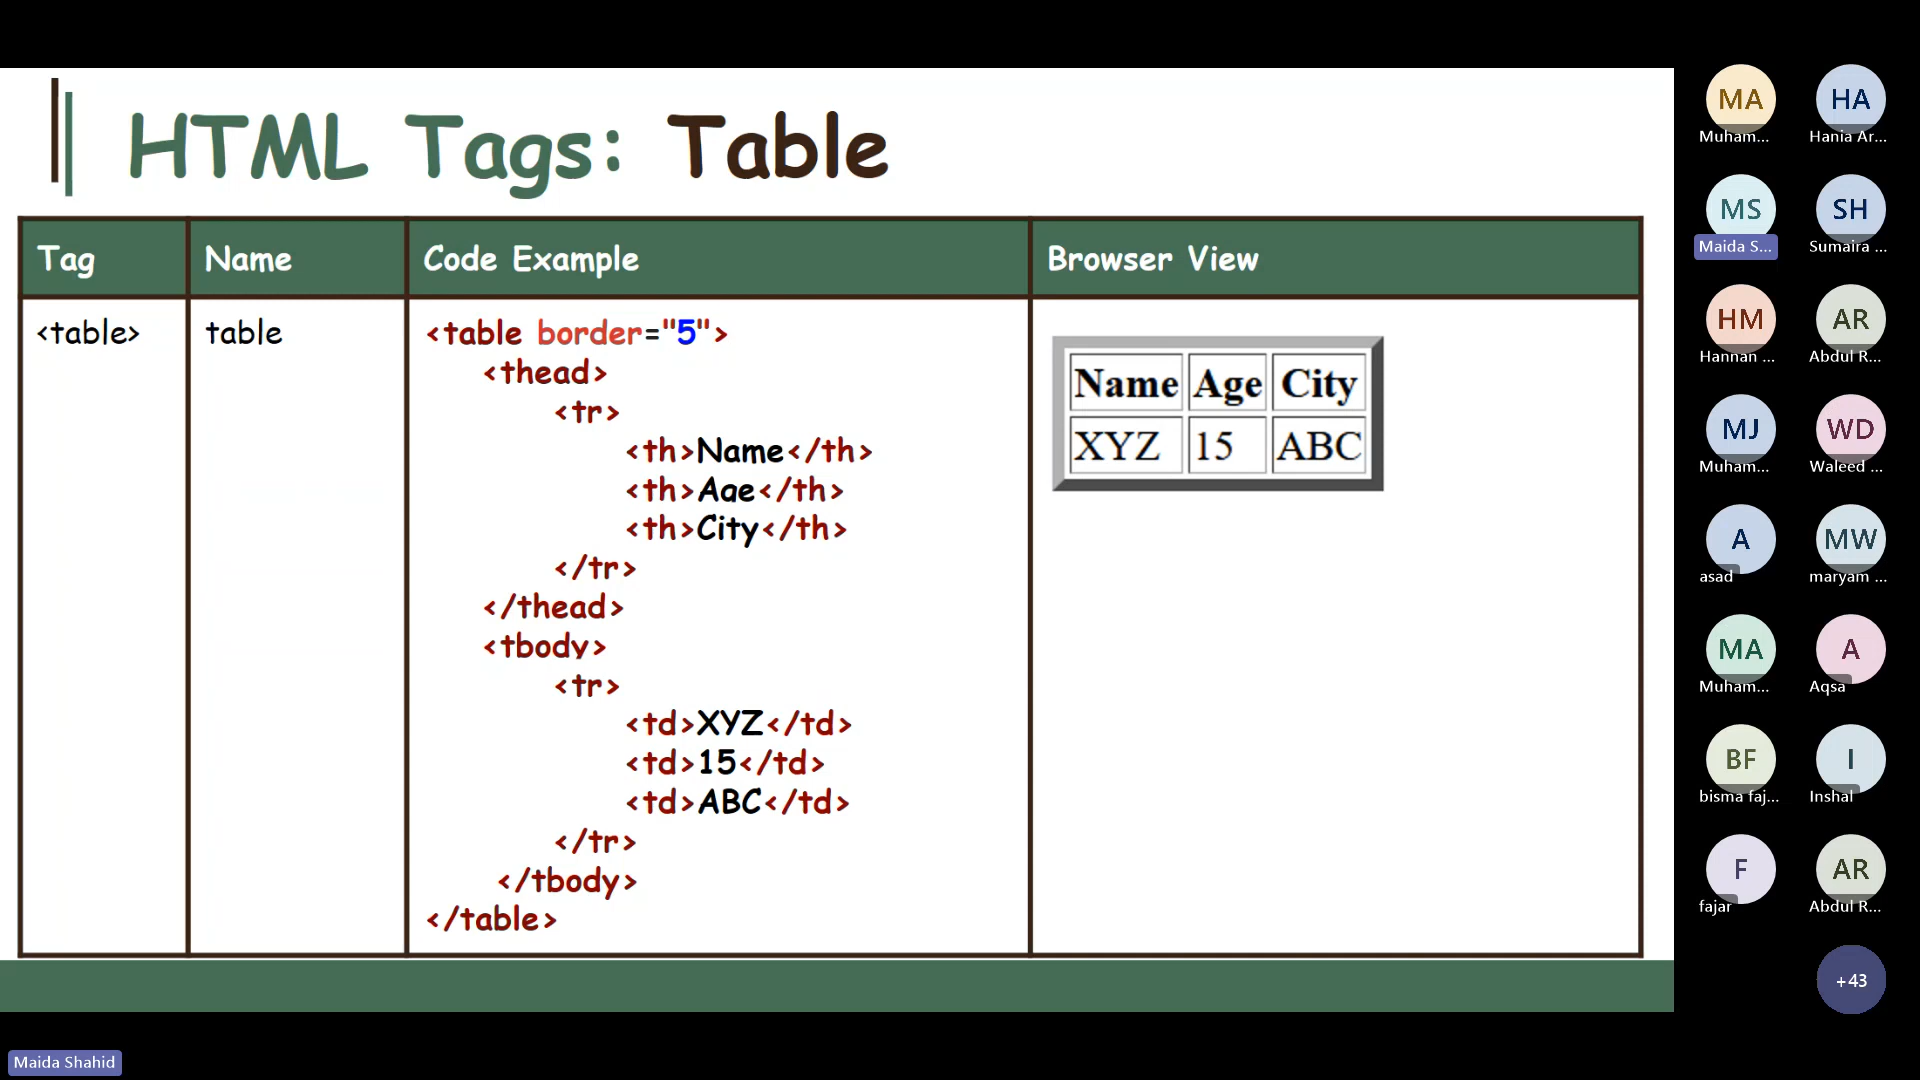 HTML Tags: Table
Tag Name Code Example Browser View
<table> table <table border="5">
<thead>
<tr>
<th>Name</th>
<th>Age</th>
<th>City</th>
</tr>
</thead>
<tbody>
<tr>
<td>XYZ</td>
<td>15</td>
<td>ABC</td>
</tr>
</tbody>
</table>
Name Age City
XYZ 15 ABC
MA HA
Muham... Hania Ar...
MS SH
Maida S... Sumaira ...
HM AR
Hannan ... Abdul R...
MJ WD
Muham... Waleed ...
A MW
asad maryam ...
MA A
Muham... Aqsa
BF I
bisma faj... Inshal
F AR
fajar Abdul R...
+43
Maida Shahid